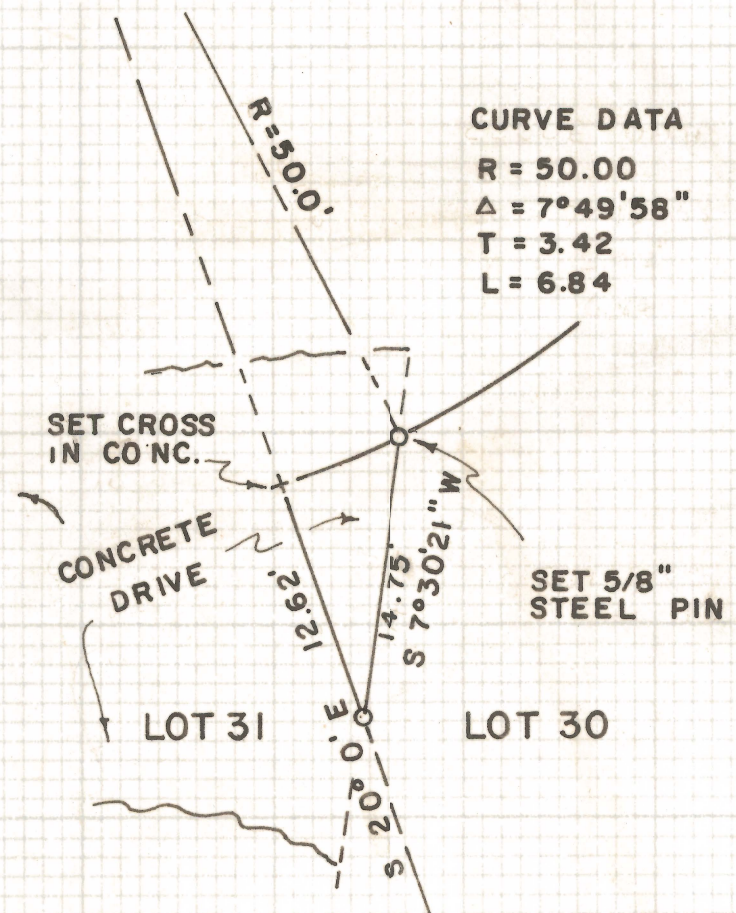 R=50.0'
CURVE DATA
R = 50.00
Δ = 7°49'58"
T = 3.42
L = 6.84
SET CROSS
IN CONC.
CONCRETE
DRIVE
12.62'
14.75'
S 7°30'21" W
SET 5/8"
STEEL PIN
LOT 31
LOT 30
S 20° 0' E